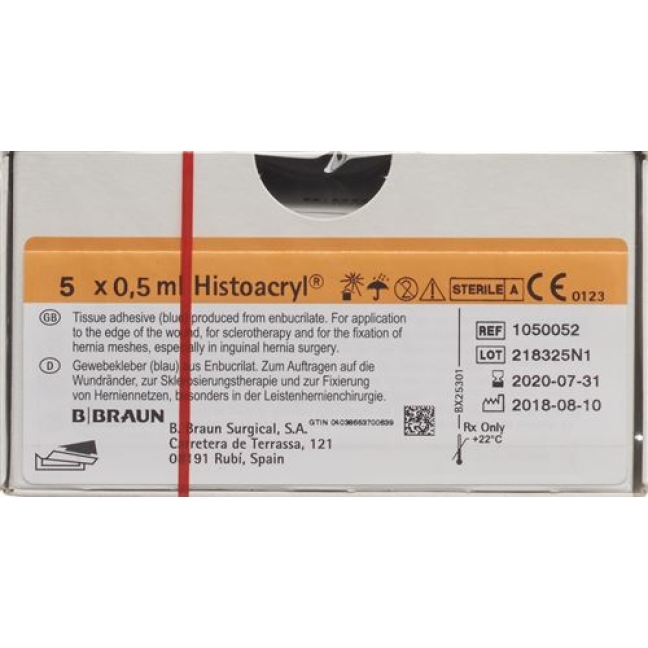 5 x 0,5 ml Histoacryl®
STERILE A CE 0123
GB Tissue adhesive (blue) produced from enbucrilate. For application
to the edge of the wound, for sclerotherapy and for the fixation of
hernia meshes, especially in inguinal hernia surgery.
D Gewebekleber (blau) aus Enbucrilat. Zum Auftragen auf die
Wundränder, zur Sklerosierungstherapie und zur Fixierung
von Herniennetzen, besonders in der Leistenhernienchirurgie.
B|BRAUN
B. Braun Surgical, S.A.
Carretera de Terrassa, 121
08191 Rubí, Spain
GTIN 04038653700639
BX25301
REF 1050052
LOT 218325N1
2020-07-31
2018-08-10
Rx Only
+22°C